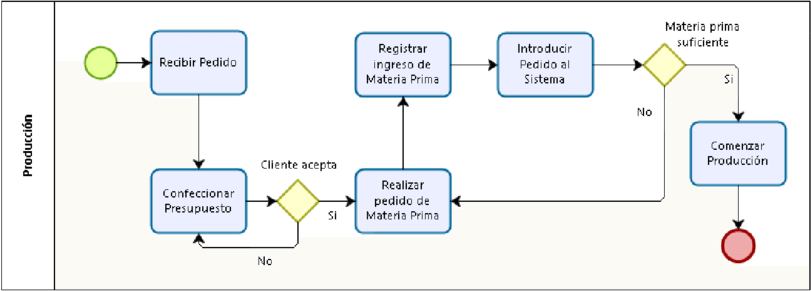 Producción
Recibir Pedido
Confeccionar
Presupuesto
Cliente acepta
Si
No
Realizar
pedido de
Materia Prima
Registrar
ingreso de
Materia Prima
Introducir
Pedido al
Sistema
Materia prima
suficiente
Si
No
Comenzar
Producción